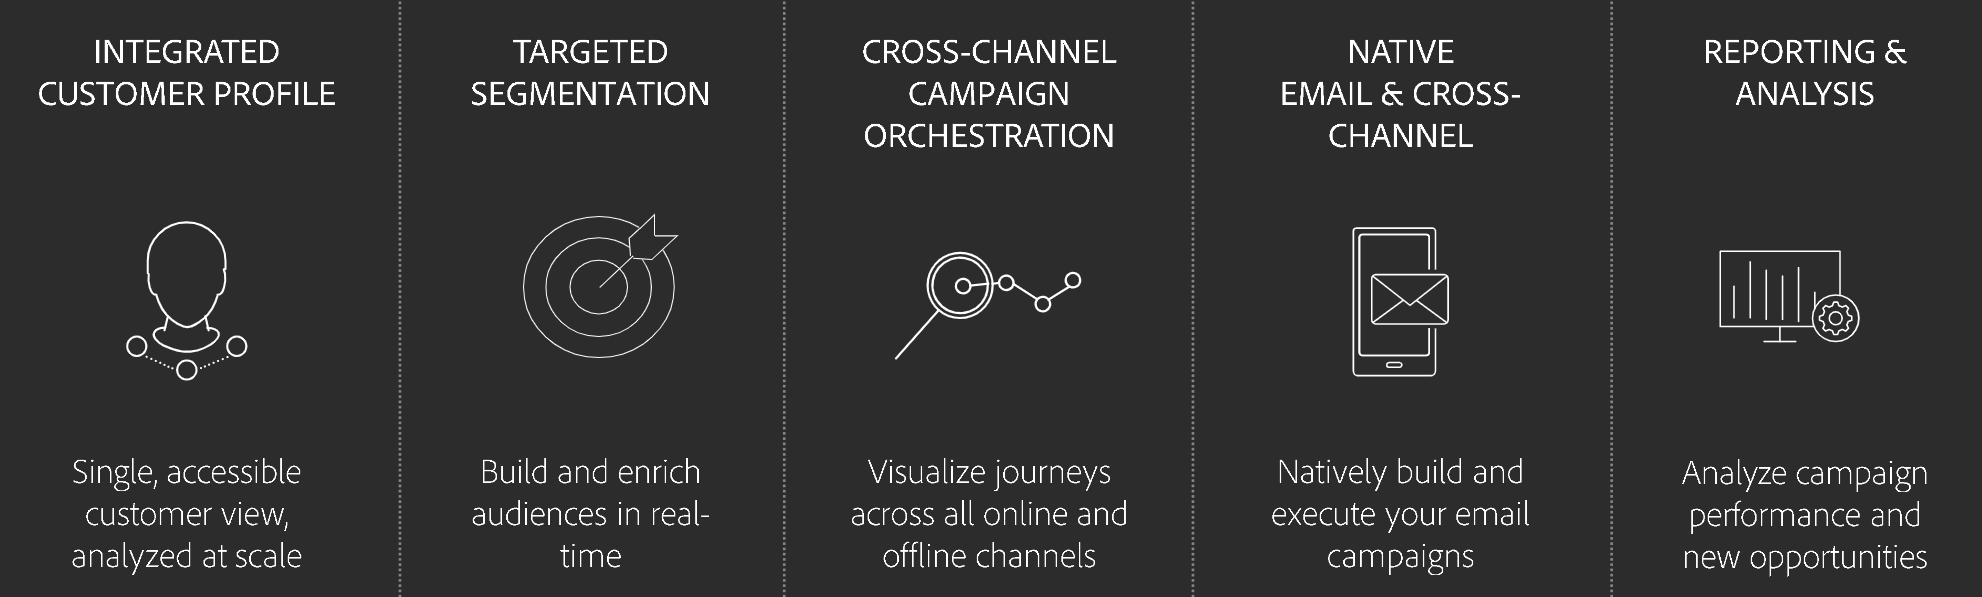 INTEGRATED
CUSTOMER PROFILE
Single, accessible
customer view,
analyzed at scale
TARGETED
SEGMENTATION
Build and enrich
audiences in real-
time
CROSS-CHANNEL
CAMPAIGN
ORCHESTRATION
Visualize journeys
across all online and
offline channels
NATIVE
EMAIL & CROSS-
CHANNEL
Natively build and
execute your email
campaigns
REPORTING &
ANALYSIS
Analyze campaign
performance and
new opportunities